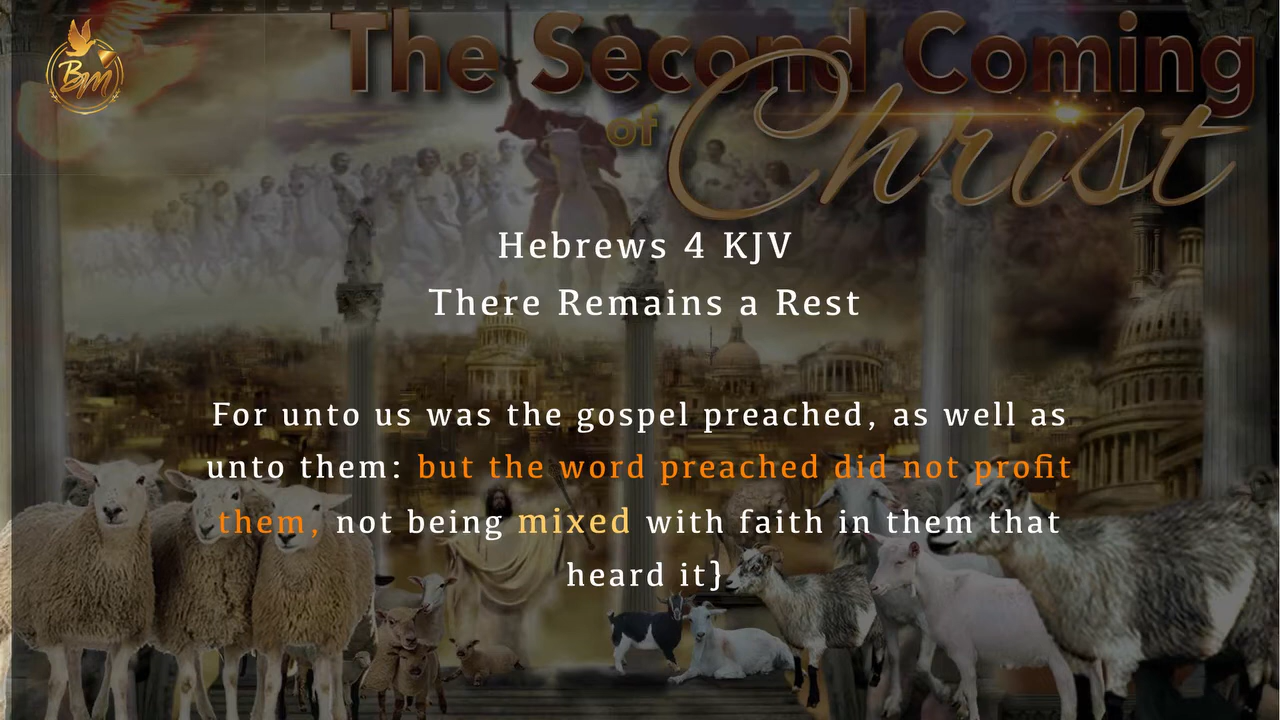 BM
The Second Coming
of Christ
Hebrews 4 KJV
There Remains a Rest
For unto us was the gospel preached, as well as
unto them: but the word preached did not profit
them, not being mixed with faith in them that
heard it}